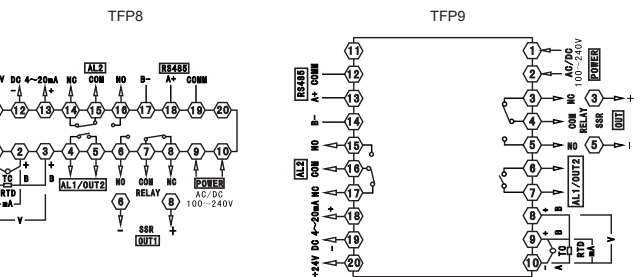 TFP8
V DC 4~20mA NC AL2 COM NO B- RS485 A+ COMM
- +
12 13 14 15 16 17 18 19 20
2 3 4 5 6 7 8 9 10
+ +
TC B B
RTD
mA
V
AL1/OUT2
NO COM NC
RELAY
POWER
AC/DC
100~240V
6 8
- SSR +
OUT1
TFP9
11 1
12 2
13 3
14 4
15 5
16 6
17 7
18 8
19 9
20 10
RS485
COMM
A+
B-
AL2
NO
COM
NC
+24V DC 4~20mA
+
-
AC/DC
100~240V
POWER
NC 3 +
COM
RELAY
SSR
OUT1
NO 5 -
AL1/OUT2
+ B
+ B
- A
TC
RTD
mA
V